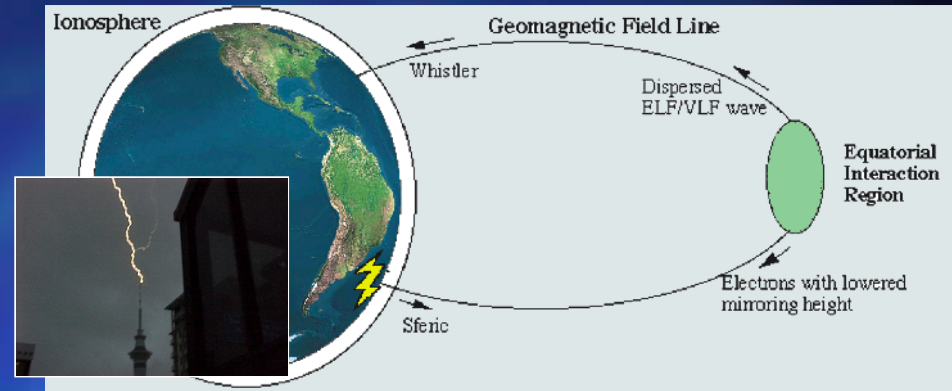 Ionosphere
Geomagnetic Field Line
Whistler
Dispersed
ELF/VLF wave
Equatorial
Interaction
Region
Electrons with lowered
mirroring height
Sferic